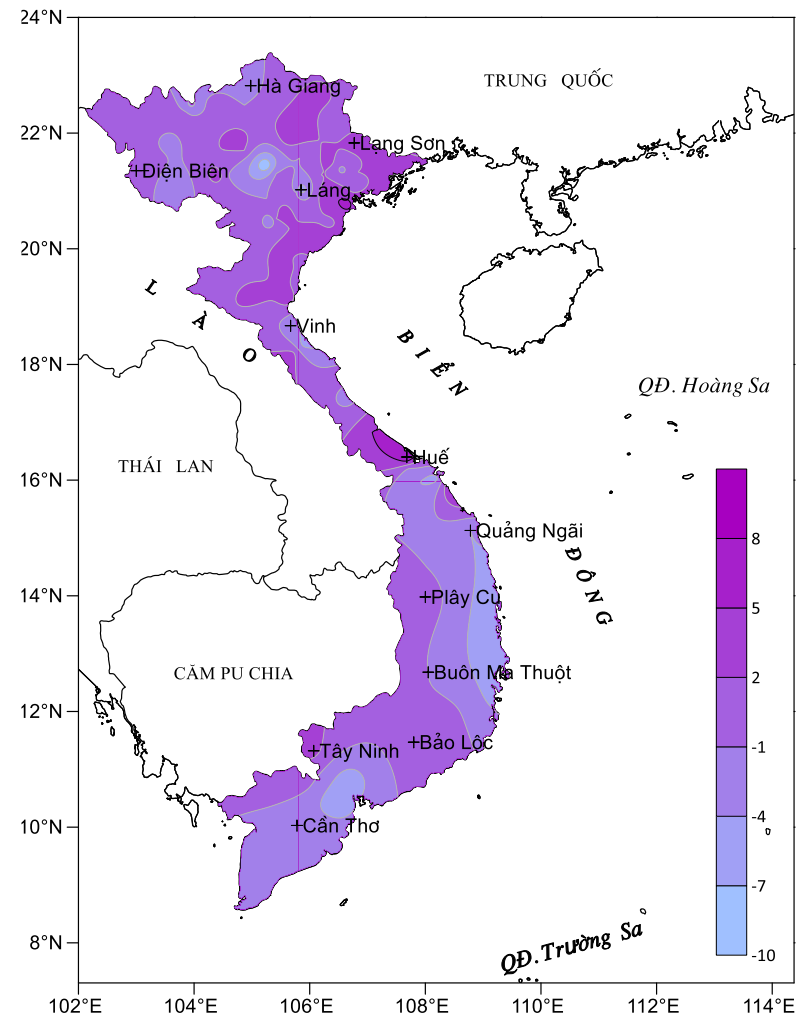 24°N
TRUNG QUỐC
Hà Giang
22°N
Lạng Sơn
Điện Biên
Láng
20°N
LÀO
Vinh
BIỂN
18°N
QĐ. Hoàng Sa
THÁI LAN
Huế
16°N
Quảng Ngãi
8
ĐÔNG
14°N
Plây Cu
5
CĂM PU CHIA
Buôn Ma Thuột
2
12°N
Bảo Lộc
Tây Ninh
-1
10°N
Cần Thơ
-4
-7
8°N
QĐ. Trường Sa
-10
102°E
104°E
106°E
108°E
110°E
112°E
114°E